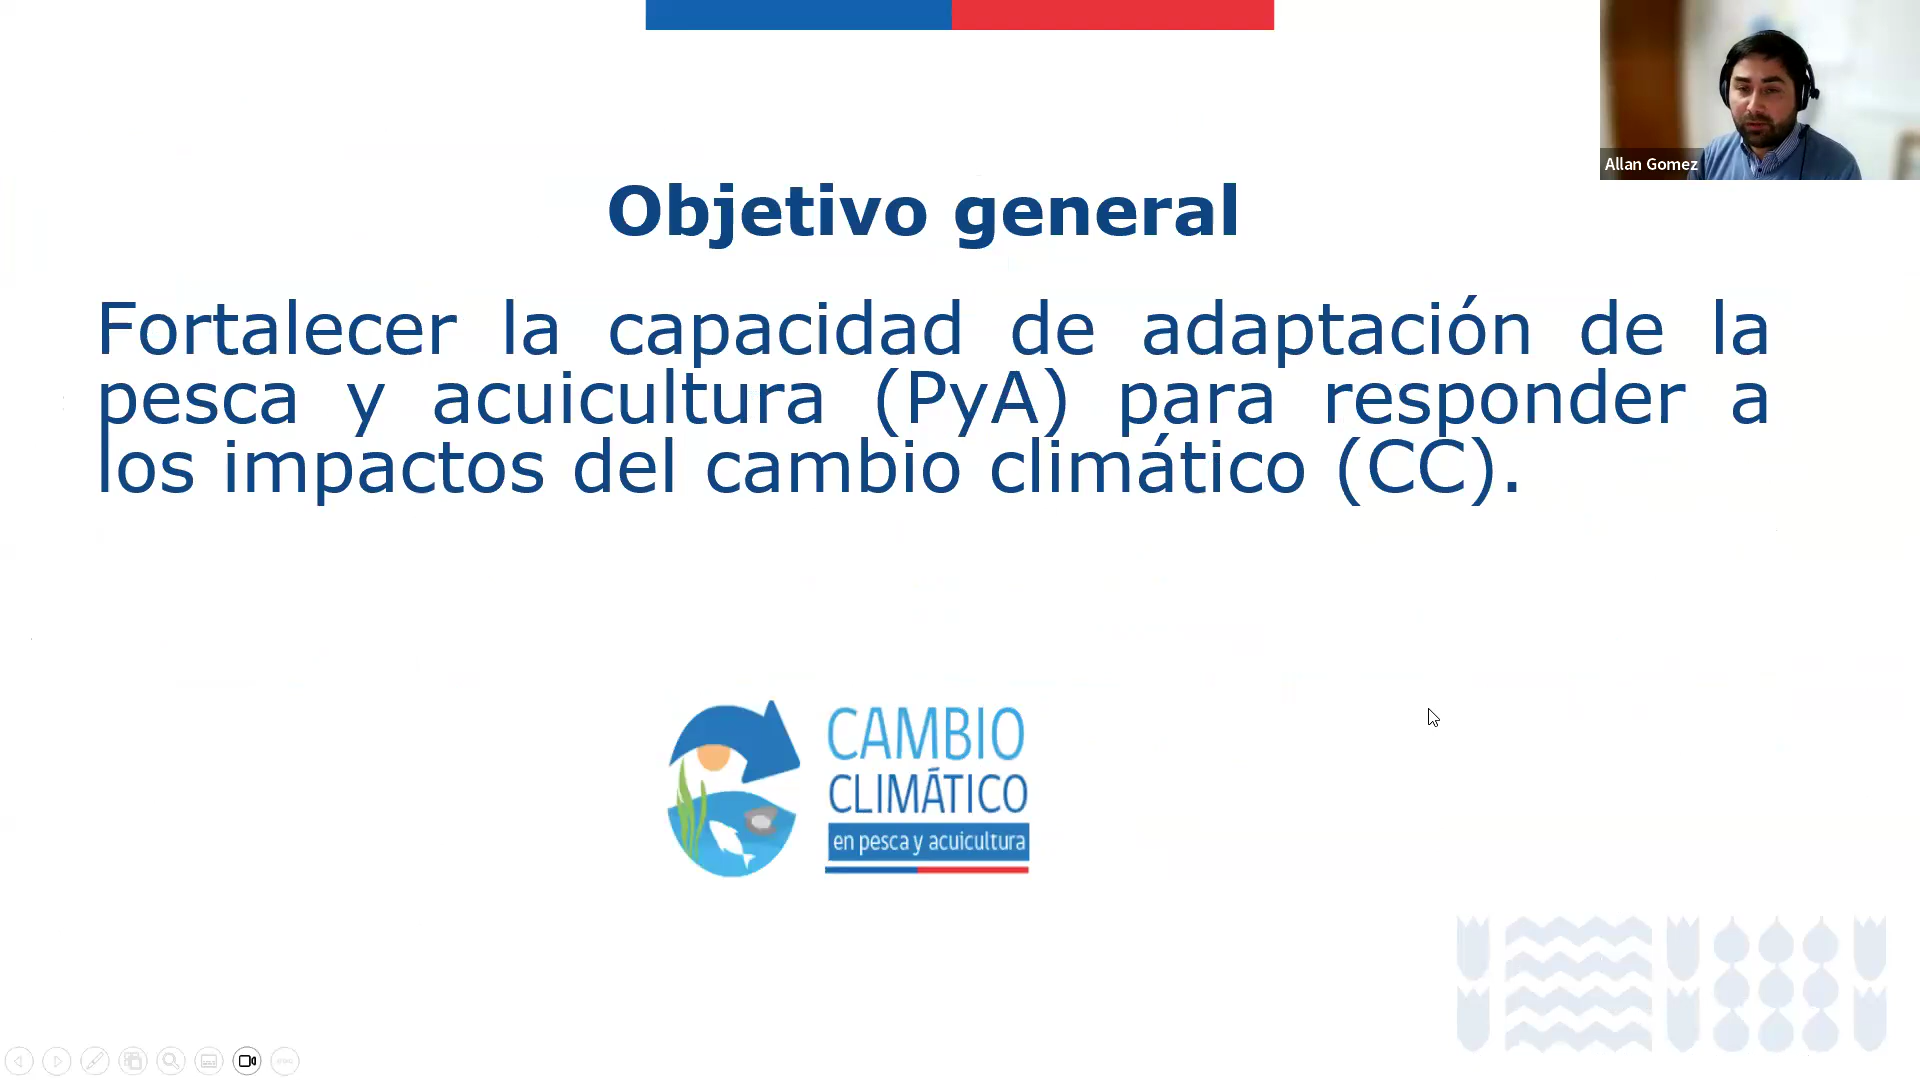 Allan Gomez
Objetivo general
Fortalecer la capacidad de adaptación de la
pesca y acuicultura (PyA) para responder a
los impactos del cambio climático (CC).
CAMBIO
CLIMÁTICO
en pesca y acuicultura